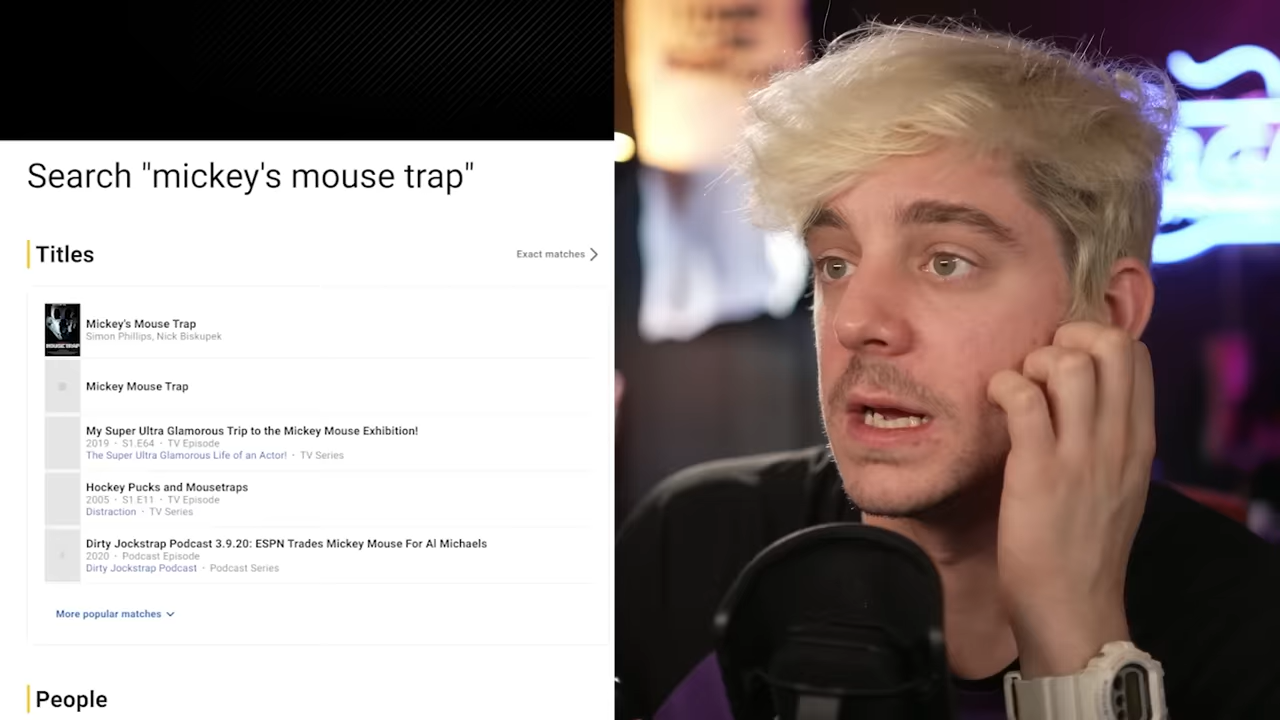 Search "mickey's mouse trap"
Titles
Exact matches
Mickey's Mouse Trap
Simon Phillips, Nick Biskupek
Mickey Mouse Trap
My Super Ultra Glamorous Trip to the Mickey Mouse Exhibition!
2019 · S1.E64 · TV Episode
The Super Ultra Glamorous Life of an Actor! · TV Series
Hockey Pucks and Mousetraps
2005 · S1.E11 · TV Episode
Distraction · TV Series
Dirty Jockstrap Podcast 3.9.20: ESPN Trades Mickey Mouse For Al Michaels
2020 · Podcast Episode
Dirty Jockstrap Podcast · Podcast Series
More popular matches
People